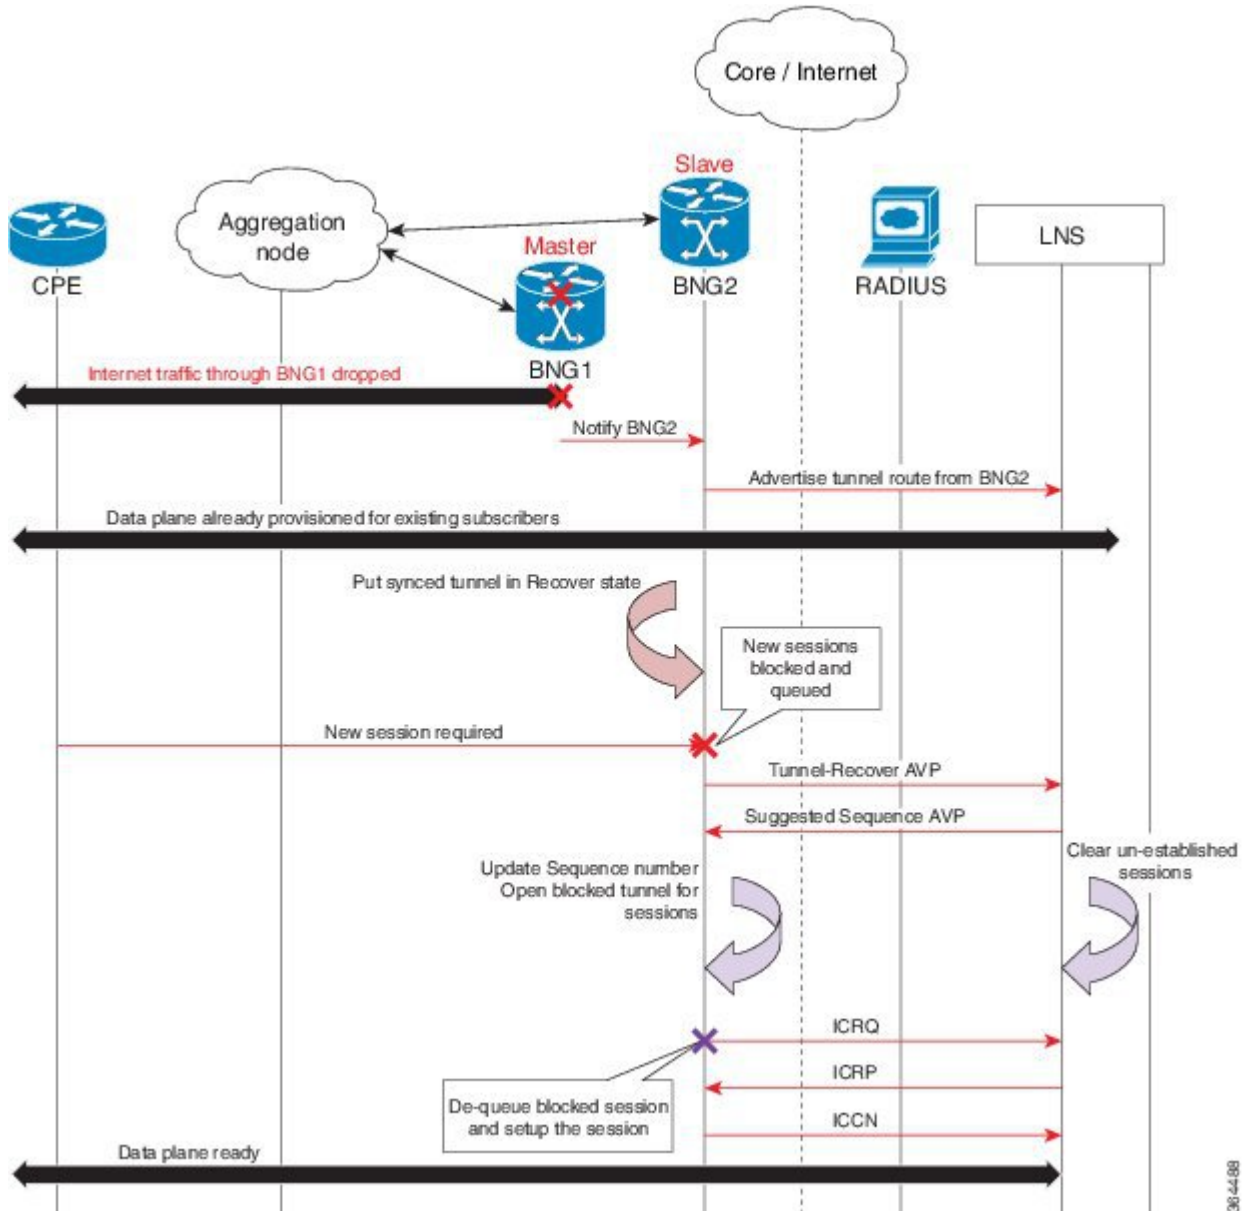 Core / Internet
Slave
Aggregation
node
Master
LNS
CPE
BNG2
RADIUS
BNG1
Internet traffic through BNG1 dropped
Notify BNG2
Advertise tunnel route from BNG2
Data plane already provisioned for existing subscribers
Put synced tunnel in Recover state
New sessions
blocked and
queued
New session required
Tunnel-Recover AVP
Suggested Sequence AVP
Clear un-established
sessions
Update Sequence number
Open blocked tunnel for
sessions
ICRQ
ICRP
De-queue blocked session
and setup the session
ICCN
Data plane ready
364488